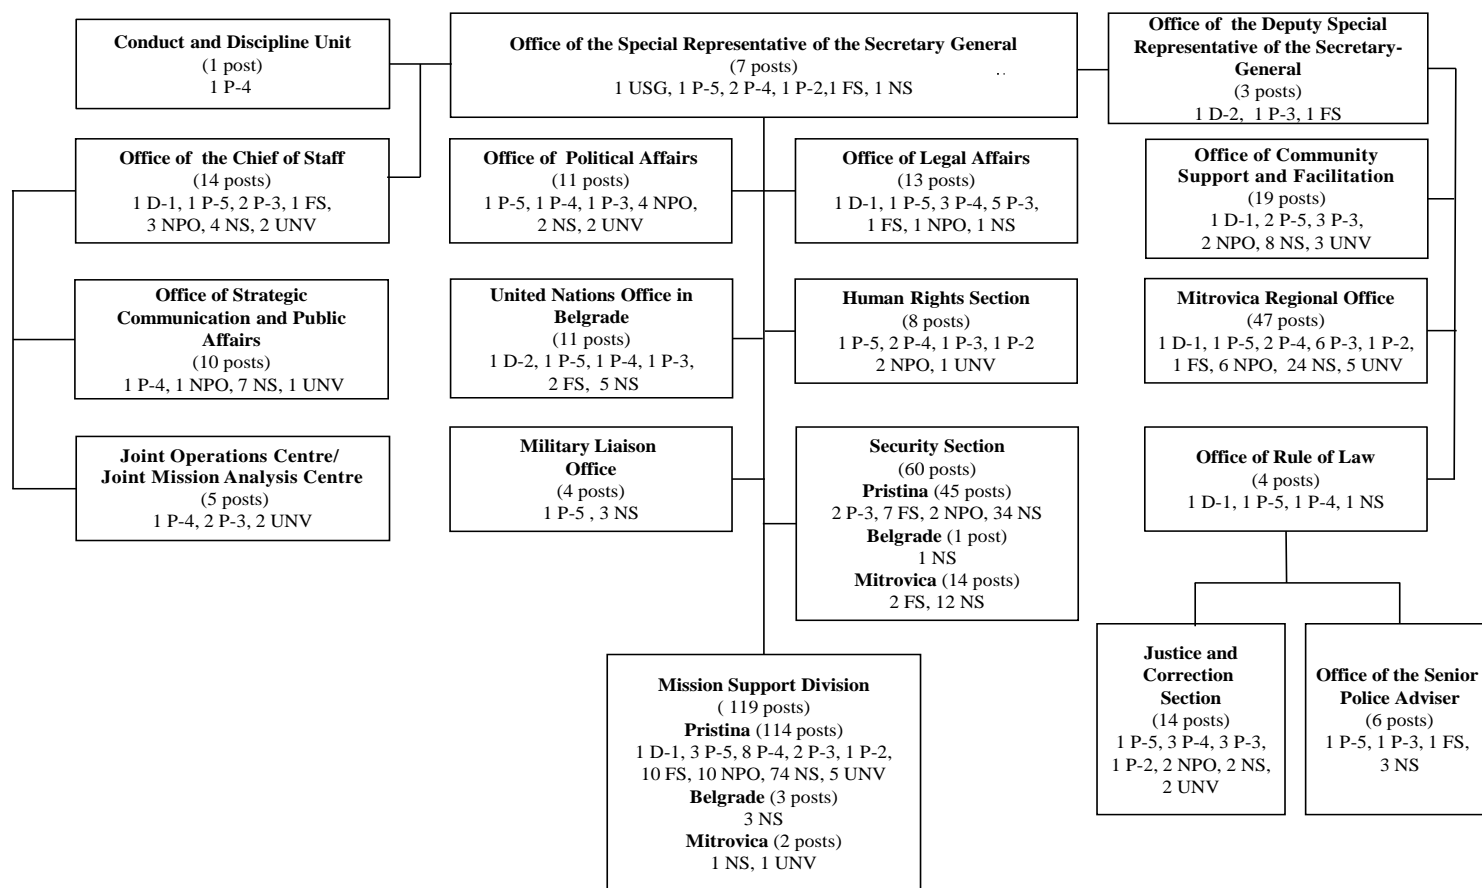 Conduct and Discipline Unit
(1 post)
1 P-4
Office of the Special Representative of the Secretary General
(7 posts)
1 USG, 1 P-5, 2 P-4, 1 P-2,1 FS, 1 NS
..
Office of the Deputy Special
Representative of the Secretary-
General
(3 posts)
1 D-2, 1 P-3, 1 FS
Office of the Chief of Staff
(14 posts)
1 D-1, 1 P-5, 2 P-3, 1 FS,
3 NPO, 4 NS, 2 UNV
Office of Political Affairs
(11 posts)
1 P-5, 1 P-4, 1 P-3, 4 NPO,
2 NS, 2 UNV
Office of Legal Affairs
(13 posts)
1 D-1, 1 P-5, 3 P-4, 5 P-3,
1 FS, 1 NPO, 1 NS
Office of Community
Support and Facilitation
(19 posts)
1 D-1, 2 P-5, 3 P-3,
2 NPO, 8 NS, 3 UNV
Office of Strategic
Communication and Public
Affairs
(10 posts)
1 P-4, 1 NPO, 7 NS, 1 UNV
United Nations Office in
Belgrade
(11 posts)
1 D-2, 1 P-5, 1 P-4, 1 P-3,
2 FS, 5 NS
Human Rights Section
(8 posts)
1 P-5, 2 P-4, 1 P-3, 1 P-2
2 NPO, 1 UNV
Mitrovica Regional Office
(47 posts)
1 D-1, 1 P-5, 2 P-4, 6 P-3, 1 P-2,
1 FS, 6 NPO, 24 NS, 5 UNV
Joint Operations Centre/
Joint Mission Analysis Centre
(5 posts)
1 P-4, 2 P-3, 2 UNV
Military Liaison
Office
(4 posts)
1 P-5 , 3 NS
Security Section
(60 posts)
Pristina (45 posts)
2 P-3, 7 FS, 2 NPO, 34 NS
Belgrade (1 post)
1 NS
Mitrovica (14 posts)
2 FS, 12 NS
Office of Rule of Law
(4 posts)
1 D-1, 1 P-5, 1 P-4, 1 NS
Mission Support Division
( 119 posts)
Pristina (114 posts)
1 D-1, 3 P-5, 8 P-4, 2 P-3, 1 P-2,
10 FS, 10 NPO, 74 NS, 5 UNV
Belgrade (3 posts)
3 NS
Mitrovica (2 posts)
1 NS, 1 UNV
Justice and
Correction
Section
(14 posts)
1 P-5, 3 P-4, 3 P-3,
1 P-2, 2 NPO, 2 NS,
2 UNV
Office of the Senior
Police Adviser
(6 posts)
1 P-5, 1 P-3, 1 FS,
3 NS